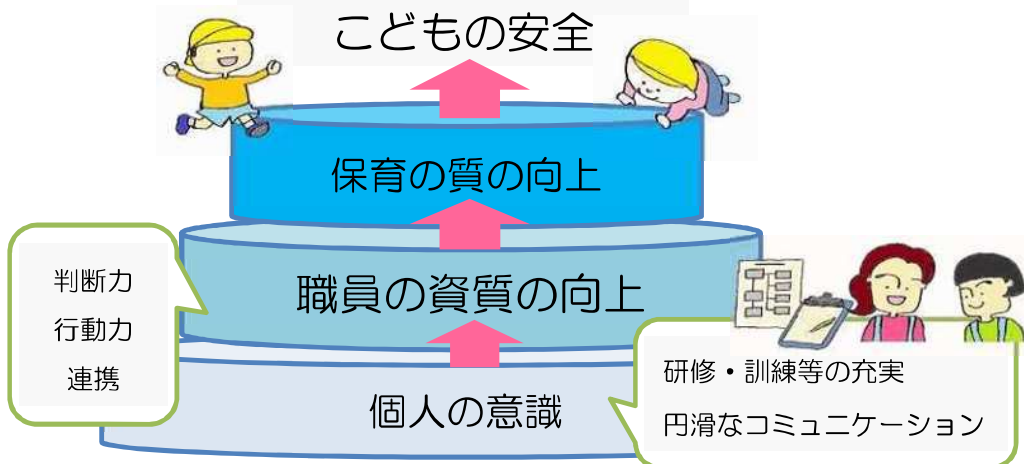 こどもの安全
保育の質の向上
職員の資質の向上
判断力
行動力
連携
個人の意識
研修・訓練等の充実
円滑なコミュニケーション